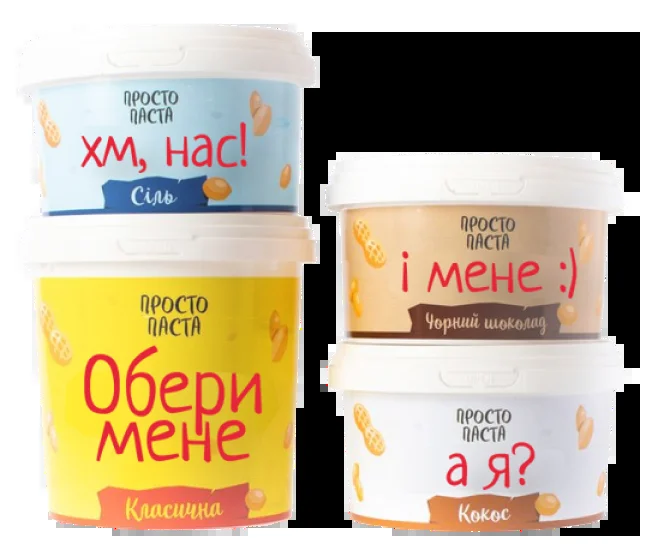 ПРОСТО
ПАСТА
хм, нас!
Сіль
ПРОСТО
ПАСТА
Обери
мене
Класична
ПРОСТО
ПАСТА
і мене :)
Чорний шоколад
ПРОСТО
ПАСТА
а я?
Кокос